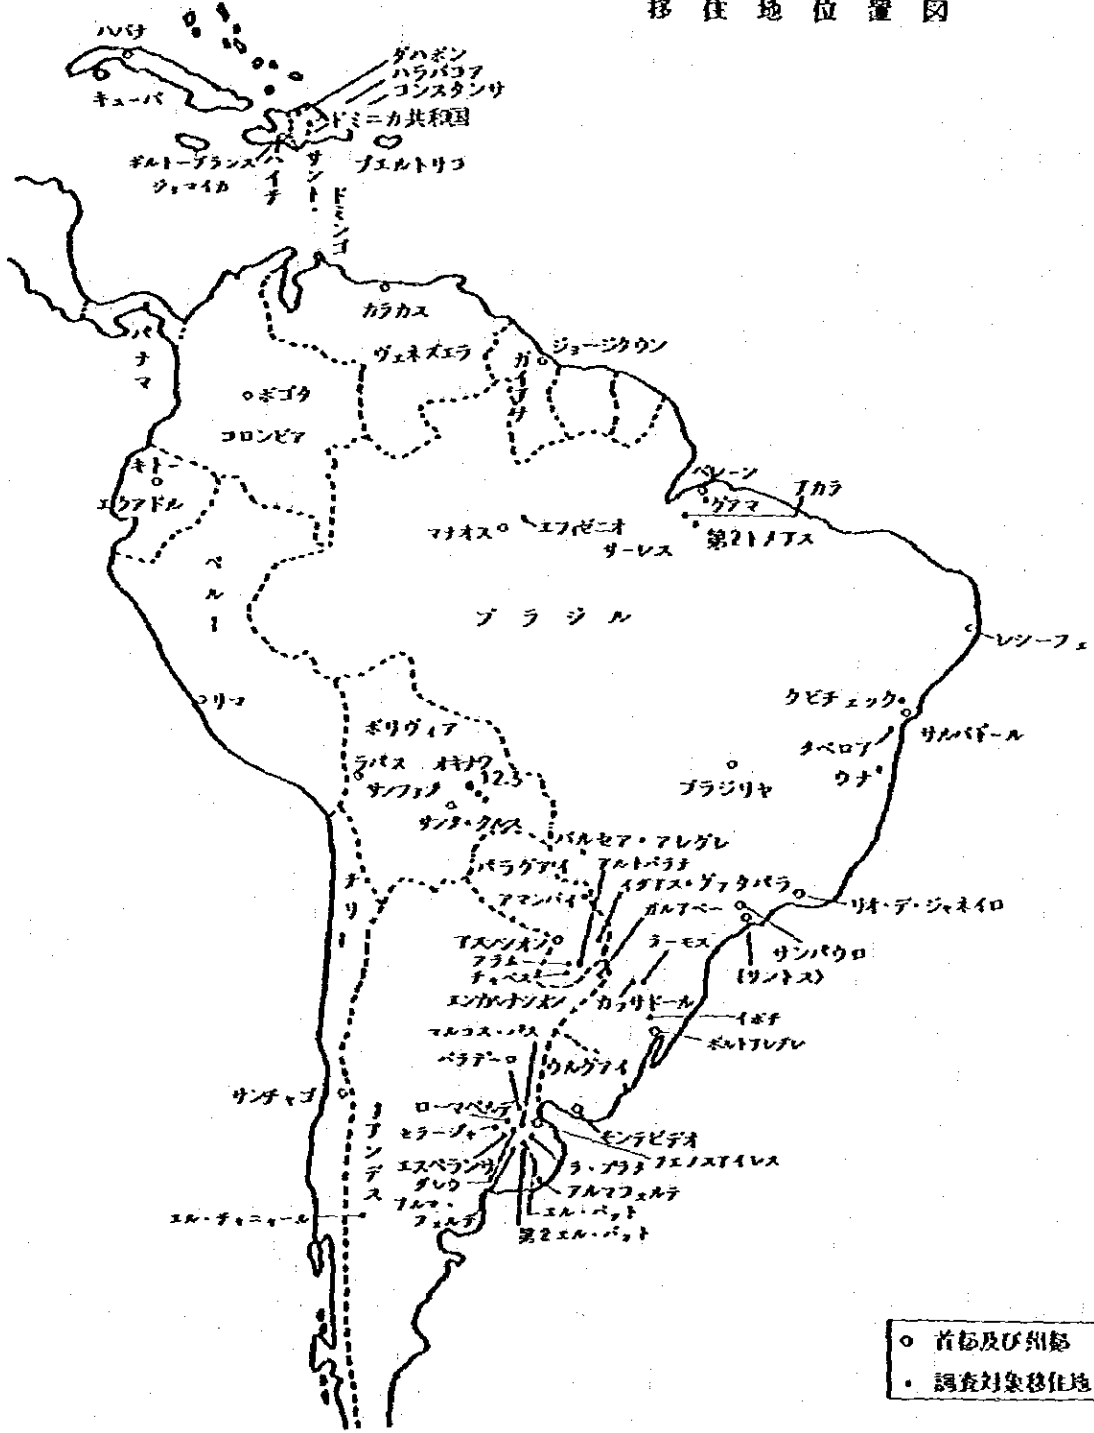 移住地位置図
ハバナ
キューバ
ダハボン
ハラバコア
コンスタンサ
ドミニカ共和国
ポルトープランス
ジャマイカ
ハイチ
サント・
ドミンゴ
プエルトリコ
カラカス
ヴェネズエラ
ガイアナ
ジョージタウン
パナマ
ボゴタ
コロンビア
キトー
エクアドル
ベレーン
グアマ
アカラ
第2トメアス
マナオス
エフィゼニオ
サーレス
ペルー
ブラジル
レシーフェ
リマ
クビチェック
サルバドール
タペロア
ウナ
ボリヴィア
ラパス
オキナワ
1 2.3
サンファン
サンタ・クルス
ブラジリヤ
バルセア・アレグレ
パラグアイ
アルトパラナ
アマンバイ
イグアス・グァタパラ
ガルアペー
リオ・デ・ジャネイロ
アスンシオン
フラム
チャベス
ラーモス
サンパウロ
(サントス)
エンカルナシオン
カッサドール
イボチ
ポルトアレグレ
マルコス・パス
パラデー
ウルグアイ
サンチャゴ
ローマベルデ
セラージャ
モンテビデオ
エスペランサ
ラ・プラタ
ブエノスアイレス
グレウ
アンデス
アルマフェルテ
エル・チャニャール
フェルテ
エル・パット
第2エル・パット
チリー
○ 首都及び州都
・ 調査対象移住地